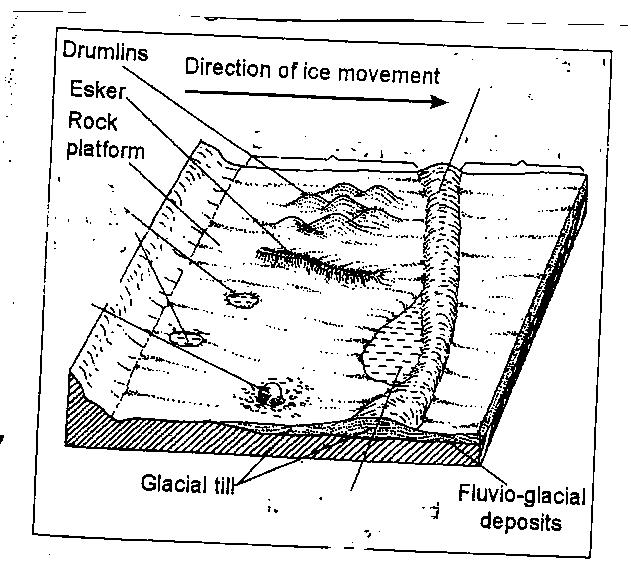 Drumlins
Direction of ice movement
Esker
Rock
platform
Glacial till
Fluvio-glacial
deposits